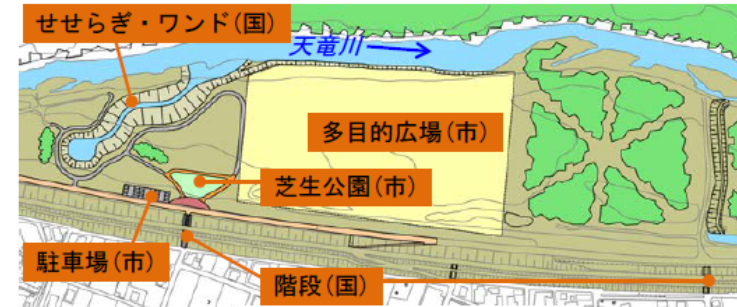 せせらぎ・ワンド(国)
天竜川
多目的広場(市)
芝生公園(市)
駐車場(市)
階段(国)